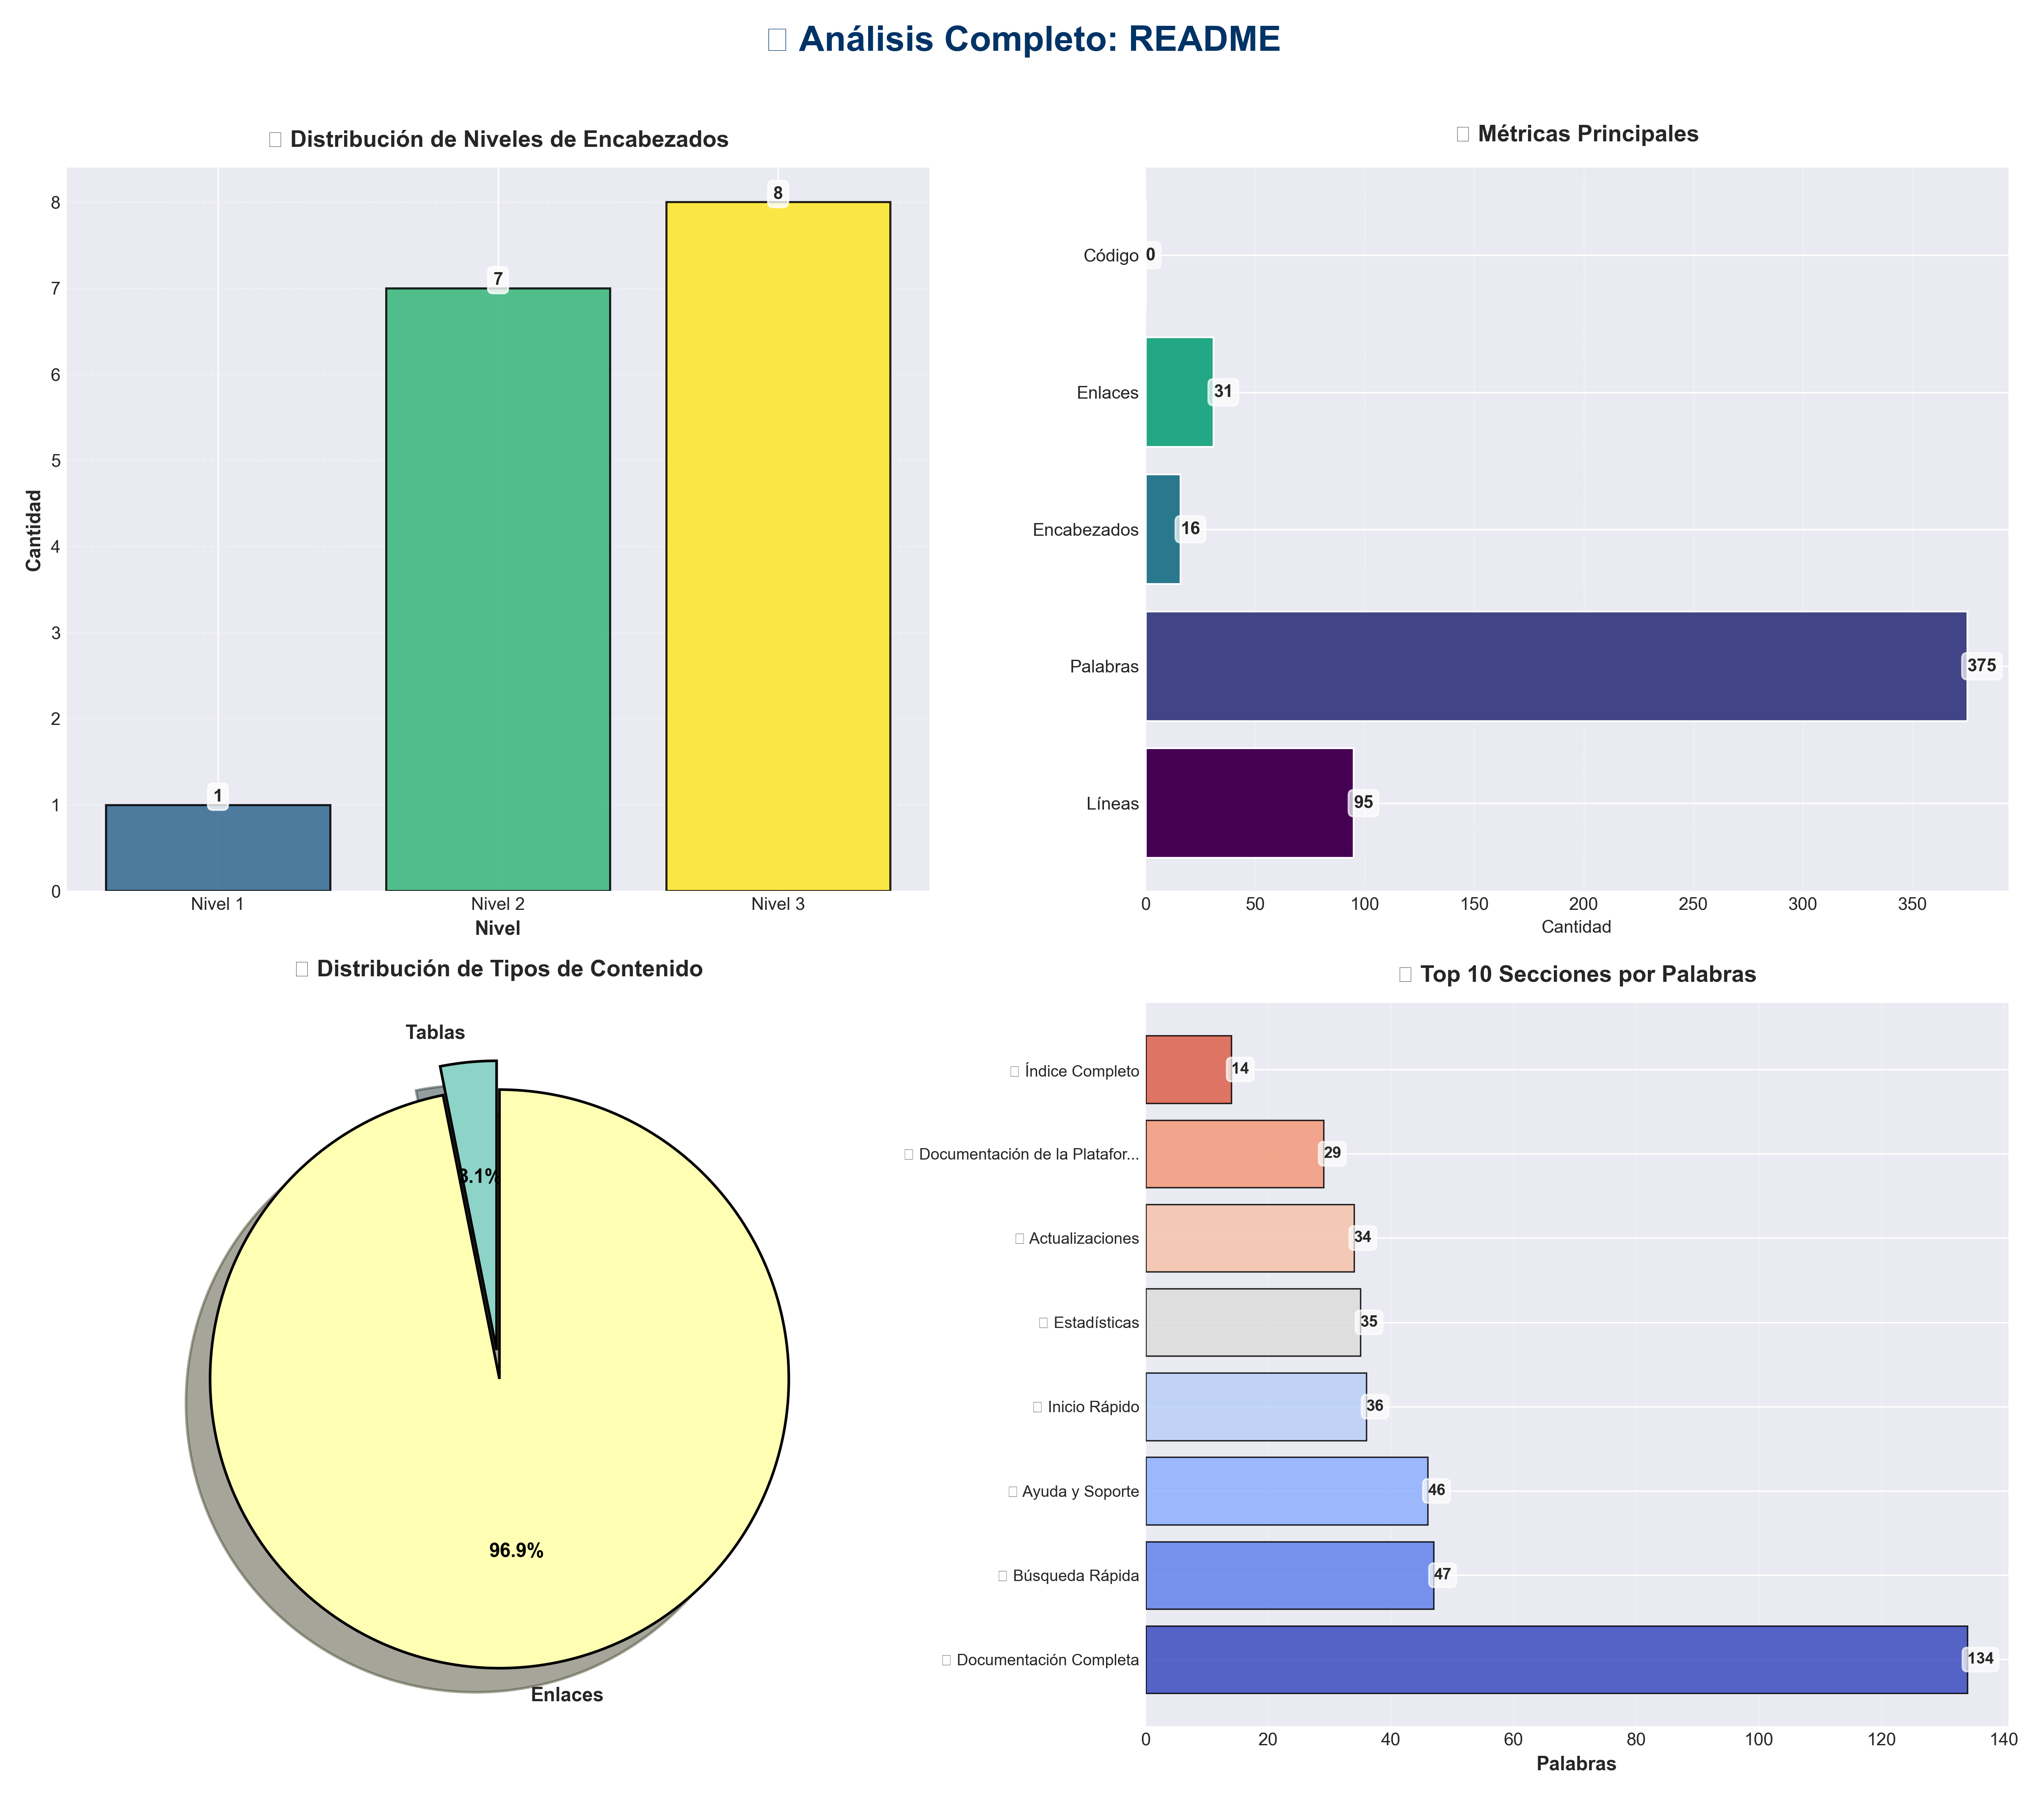 Análisis Completo: README
Distribución de Niveles de Encabezados
8
7
6
5
4
3
2
1
0
Cantidad
1
7
8
Nivel 1 Nivel 2 Nivel 3
Nivel
Métricas Principales
Código 0
Enlaces 31
Encabezados 16
Palabras 375
Líneas 95
0 50 100 150 200 250 300 350
Cantidad
Distribución de Tipos de Contenido
Tablas
3.1%
96.9%
Enlaces
Top 10 Secciones por Palabras
Índice Completo 14
Documentación de la Platafor... 29
Actualizaciones 34
Estadísticas 35
Inicio Rápido 36
Ayuda y Soporte 46
Búsqueda Rápida 47
Documentación Completa 134
0 20 40 60 80 100 120 140
Palabras